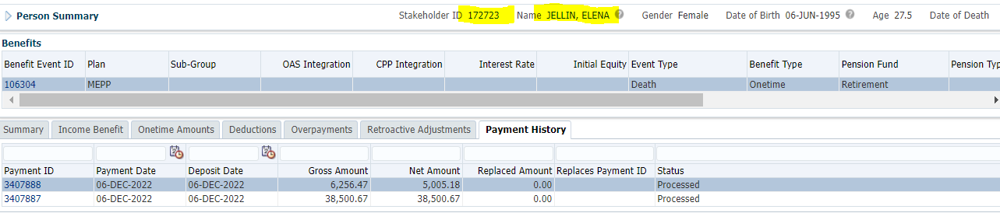 Person Summary Stakeholder ID 172723 Name JELLIN, ELENA Gender Female Date of Birth 06-JUN-1995 Age 27.5 Date of Death
Benefits
Benefit Event ID Plan Sub-Group OAS Integration CPP Integration Interest Rate Initial Equity Event Type Benefit Type Pension Fund Pension Typ
106304 MEPP Death Onetime Retirement
Summary Income Benefit Onetime Amounts Deductions Overpayments Retroactive Adjustments Payment History
Payment ID Payment Date Deposit Date Gross Amount Net Amount Replaced Amount Replaces Payment ID Status
3407888 06-DEC-2022 06-DEC-2022 6,256.47 5,005.18 0.00 Processed
3407887 06-DEC-2022 06-DEC-2022 38,500.67 38,500.67 0.00 Processed